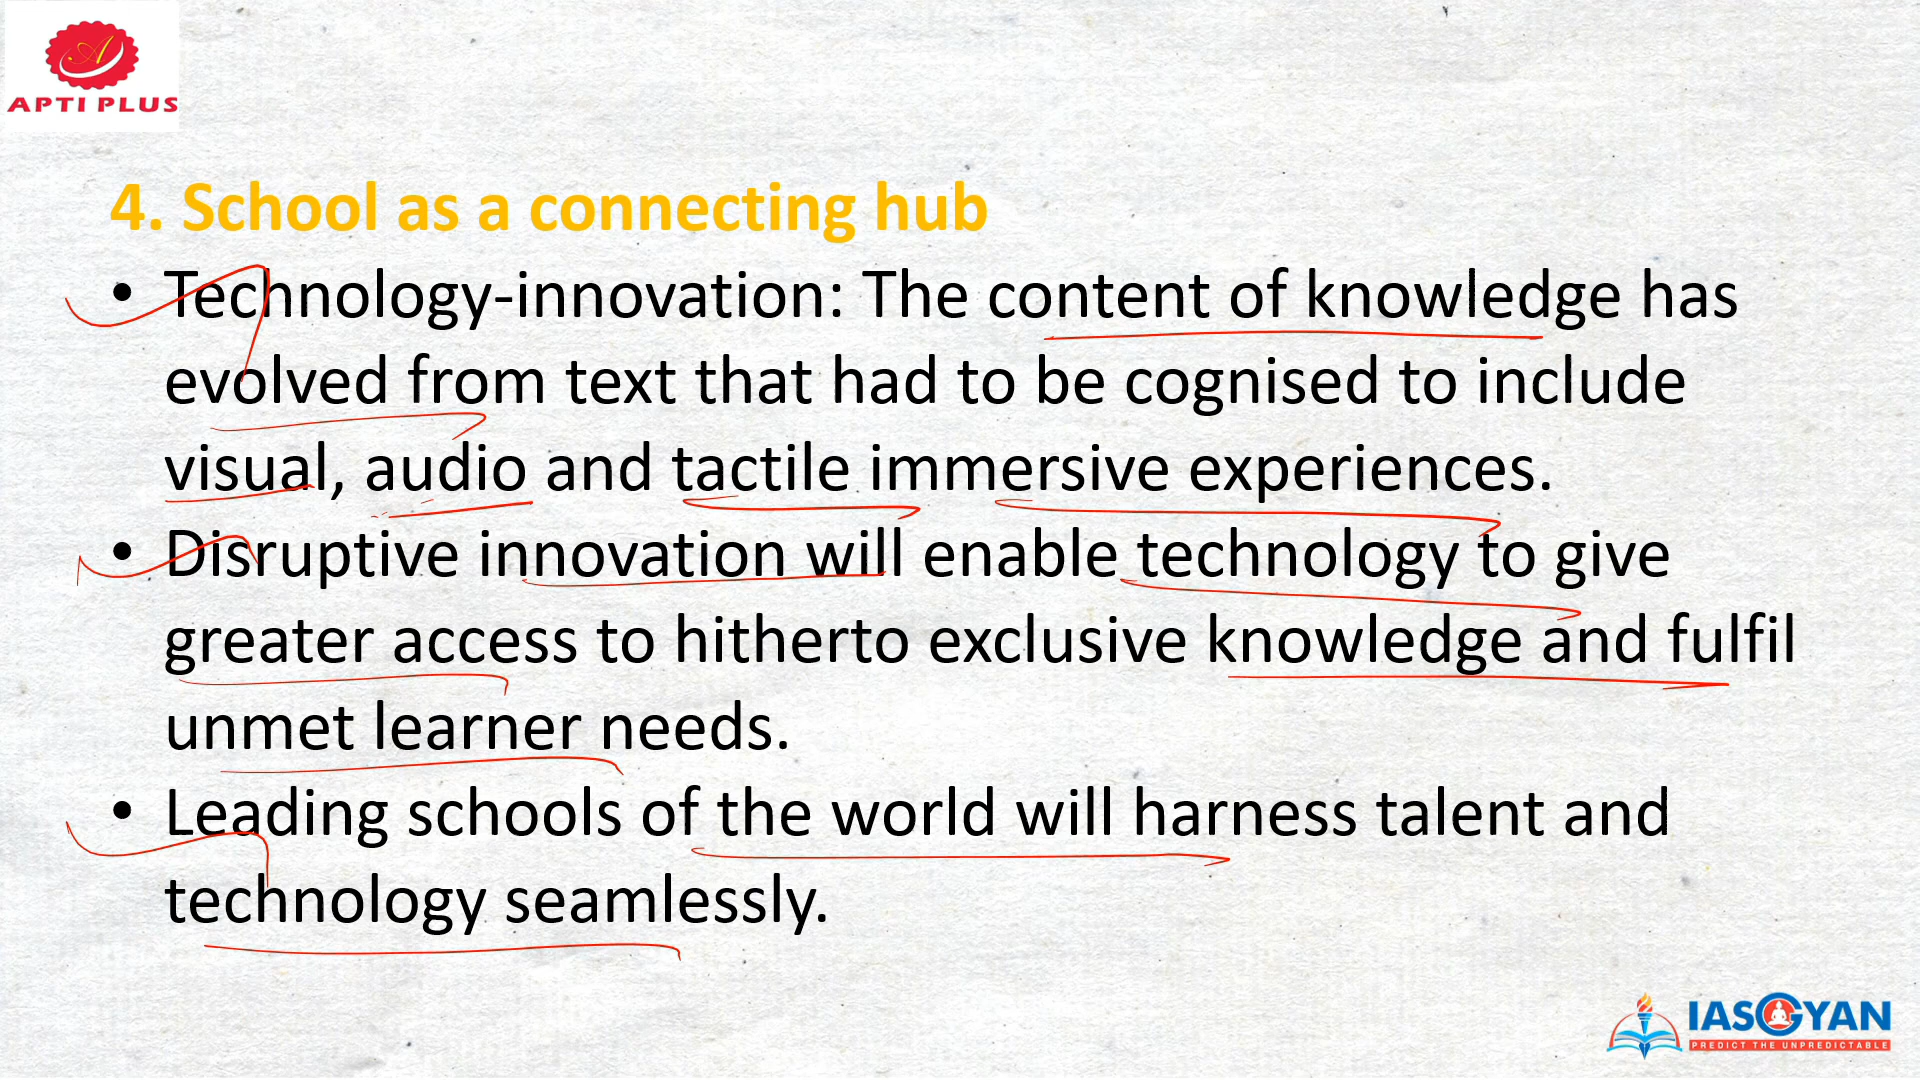 APTI PLUS
4. School as a connecting hub
• Technology-innovation: The content of knowledge has
evolved from text that had to be cognised to include
visual, audio and tactile immersive experiences.
• Disruptive innovation will enable technology to give
greater access to hitherto exclusive knowledge and fulfil
unmet learner needs.
• Leading schools of the world will harness talent and
technology seamlessly.
IASGYAN
PREDICT THE UNPREDICTABLE